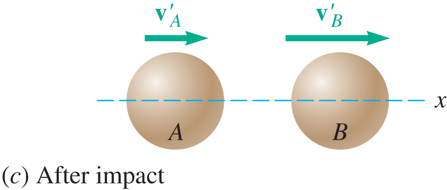 v′A v′B
A B x
(c) After impact